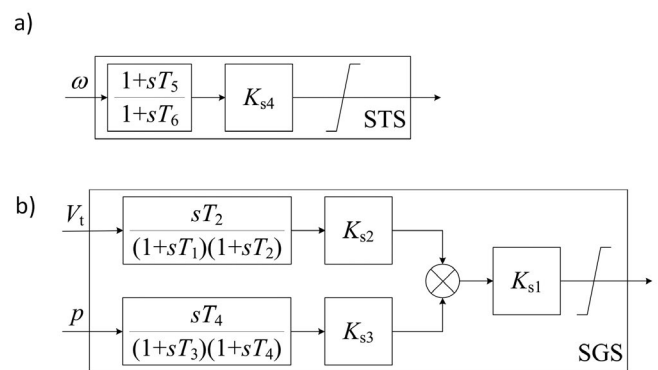 a)
ω
1+sT5
1+sT6
Ks4
STS
b)
Vt
sT2
(1+sT1)(1+sT2)
Ks2
Ks1
p
sT4
(1+sT3)(1+sT4)
Ks3
SGS